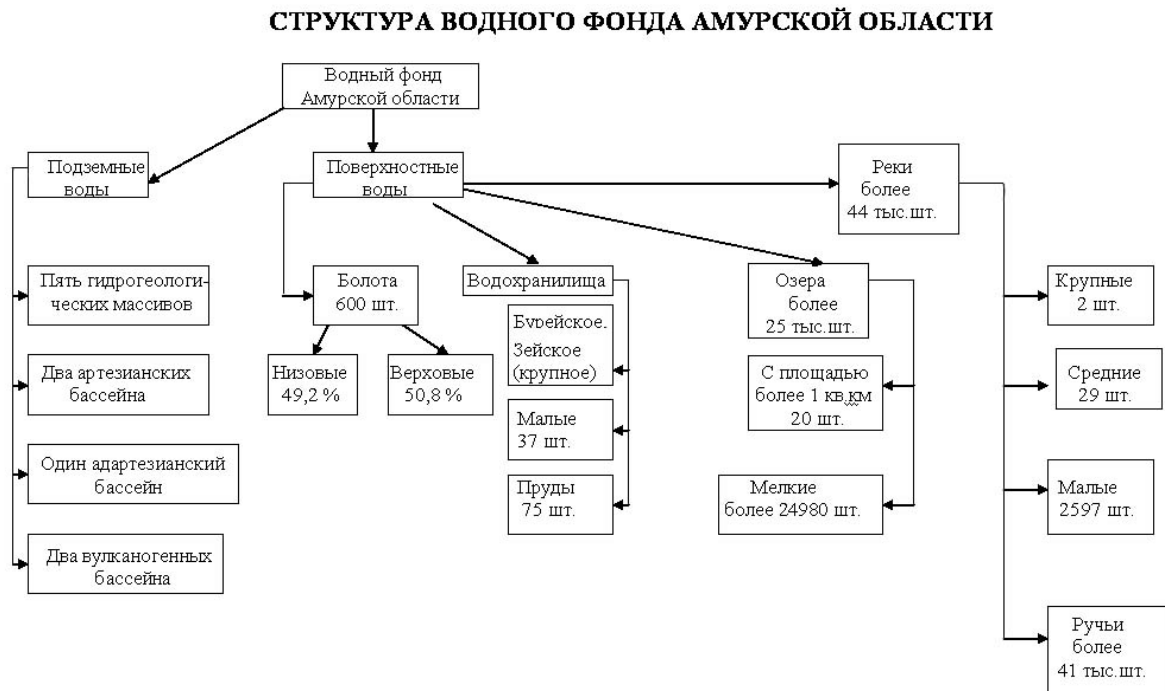 СТРУКТУРА ВОДНОГО ФОНДА АМУРСКОЙ ОБЛАСТИ
Водный фонд
Амурской области
Подземные
воды
Поверхностные
воды
Реки
более
44 тыс.шт.
Пять гидрогеологи-
ческих массивов
Два артезианских
бассейна
Один адартезианский
бассейн
Два вулканогенных
бассейна
Болота
600 шт.
Низовые
49,2 %
Верховые
50,8 %
Водохранилища
Бурейское.
Зейское
(крупное)
Малые
37 шт.
Пруды
75 шт.
Озера
более
25 тыс.шт.
С площадью
более 1 кв,км
20 шт.
Мелкие
более 24980 шт.
Крупные
2 шт.
Средние
29 шт.
Малые
2597 шт.
Ручьи
более
41 тыс.шт.